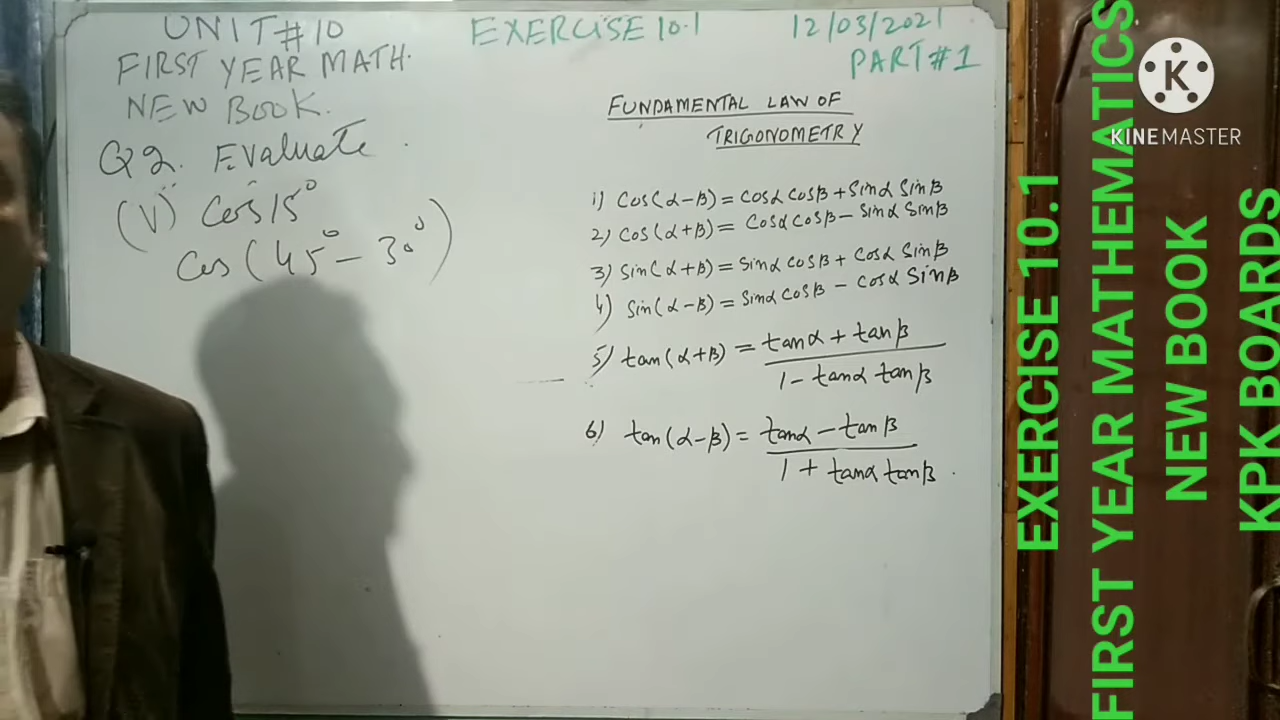 UNIT#10
FIRST YEAR MATH.
NEW BOOK.
EXERCISE 10.1
12/03/2021
PART#1
Q2. Evaluate.
(V) Cos15°
Cos(45°-30°)
FUNDAMENTAL LAW OF
TRIGONOMETRY
1) Cos(α-β)=cosα cosβ+Sinα Sinβ
2) Cos(α+β)=Cosα cosβ-Sinα Sinβ
3) Sin(α+β)=Sinα cosβ+Cosα Sinβ
4) Sin(α-β)=Sinα cosβ-Cosα Sinβ
5) tan(α+β)=tanα+tanβ
1-tanα tanβ
6) tan(α-β)=tanα-tanβ
1+tanα tanβ.
K
KINEMASTER
EXERCISE 10.1
FIRST YEAR MATHEMATICS
NEW BOOK
KPK BOARDS